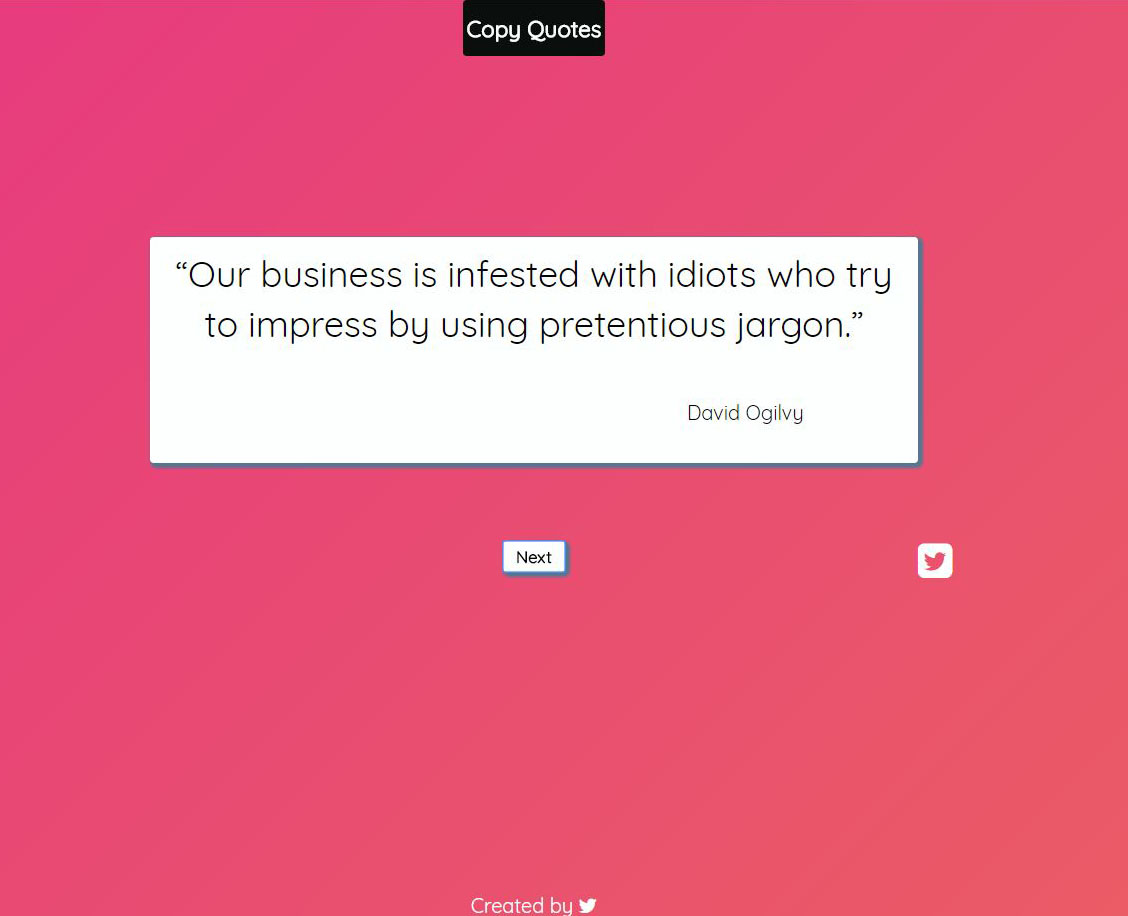 Copy Quotes
“Our business is infested with idiots who try
to impress by using pretentious jargon.”
David Ogilvy
Next
Created by